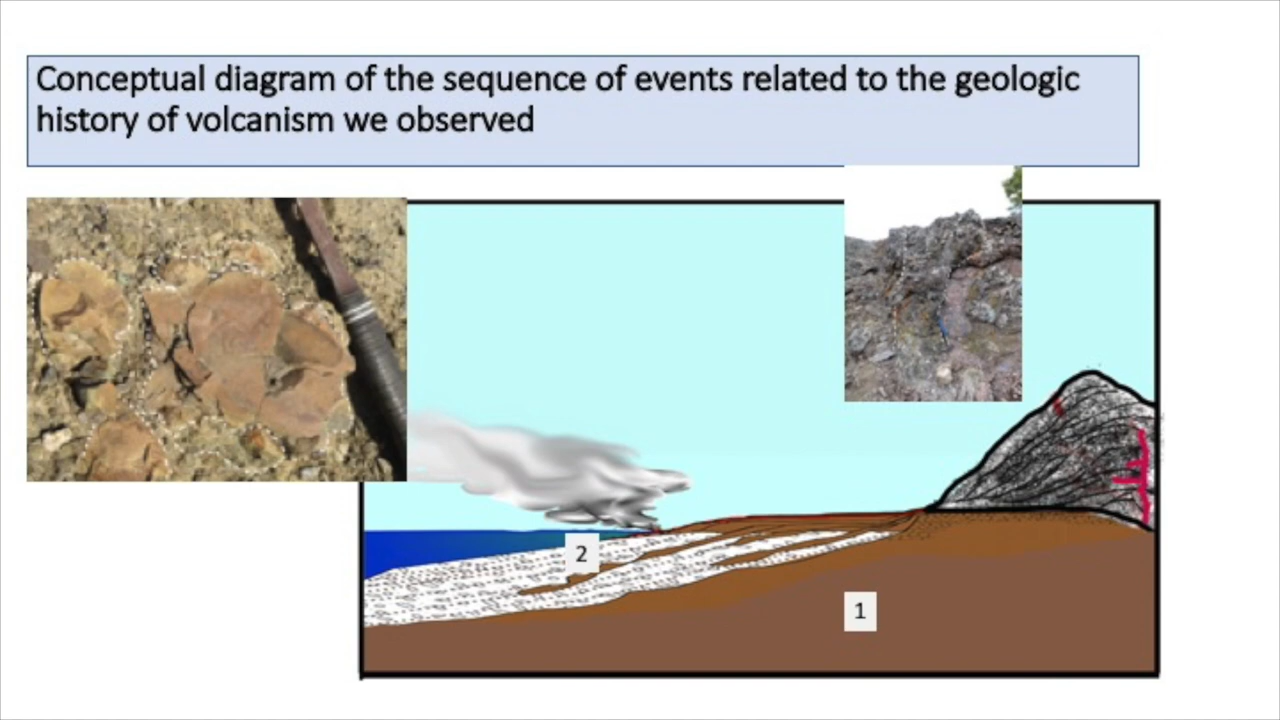 Conceptual diagram of the sequence of events related to the geologic
history of volcanism we observed
2
1